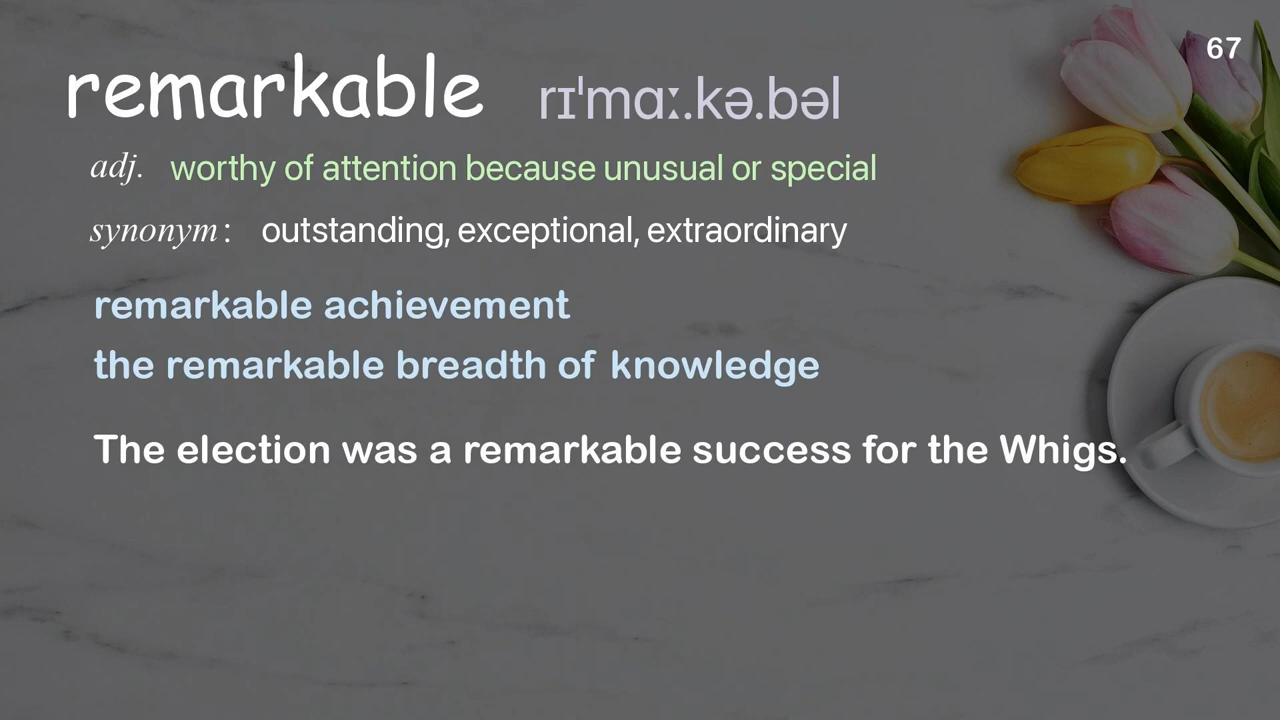 67
remarkable rɪˈmɑː.kə.bəl
adj. worthy of attention because unusual or special
synonym: outstanding, exceptional, extraordinary
remarkable achievement
the remarkable breadth of knowledge
The election was a remarkable success for the Whigs.